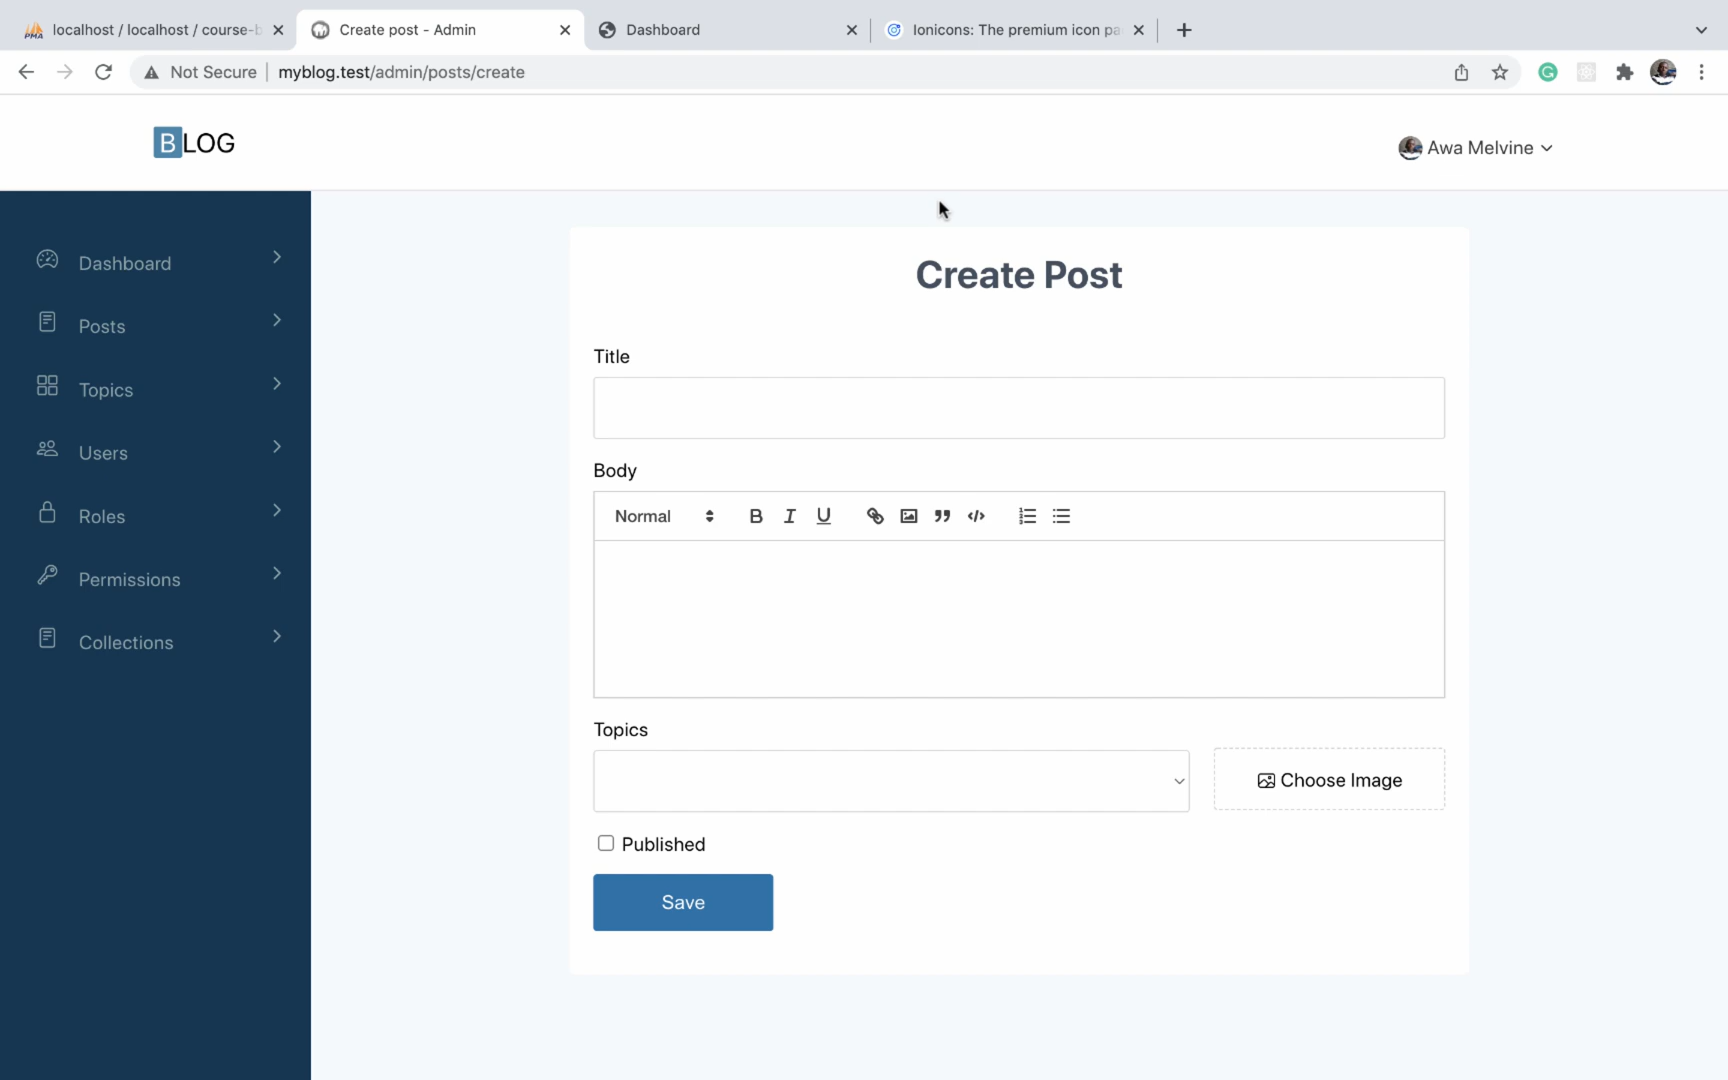 PMA
localhost / localhost / course-b
Create post - Admin
Dashboard
Ionicons: The premium icon pa
Not Secure
myblog.test/admin/posts/create
BLOG
Awa Melvine
Dashboard
Posts
Topics
Users
Roles
Permissions
Collections
Create Post
Title
Body
Normal
B I U
Topics
Choose Image
Published
Save